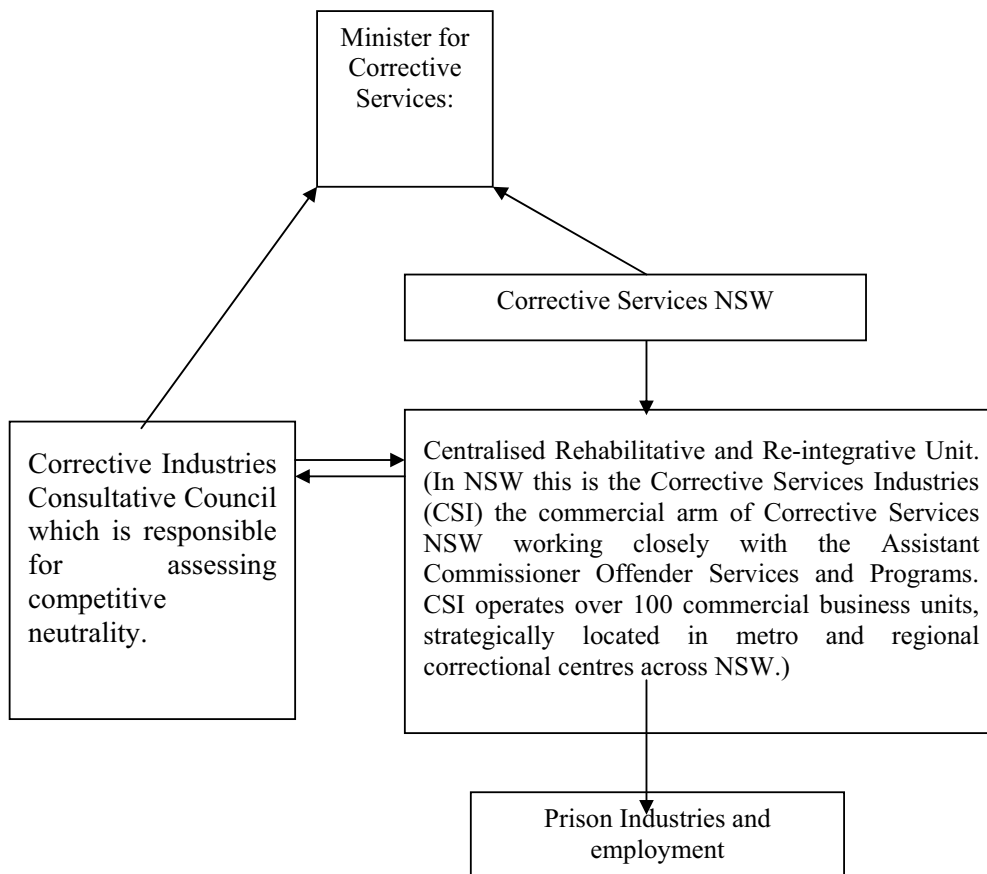 Minister for
Corrective
Services:
Corrective Services NSW
Corrective Industries
Consultative Council
which is responsible
for assessing
competitive
neutrality.
Centralised Rehabilitative and Re-integrative Unit.
(In NSW this is the Corrective Services Industries
(CSI) the commercial arm of Corrective Services
NSW working closely with the Assistant
Commissioner Offender Services and Programs.
CSI operates over 100 commercial business units,
strategically located in metro and regional
correctional centres across NSW.)
Prison Industries and
employment